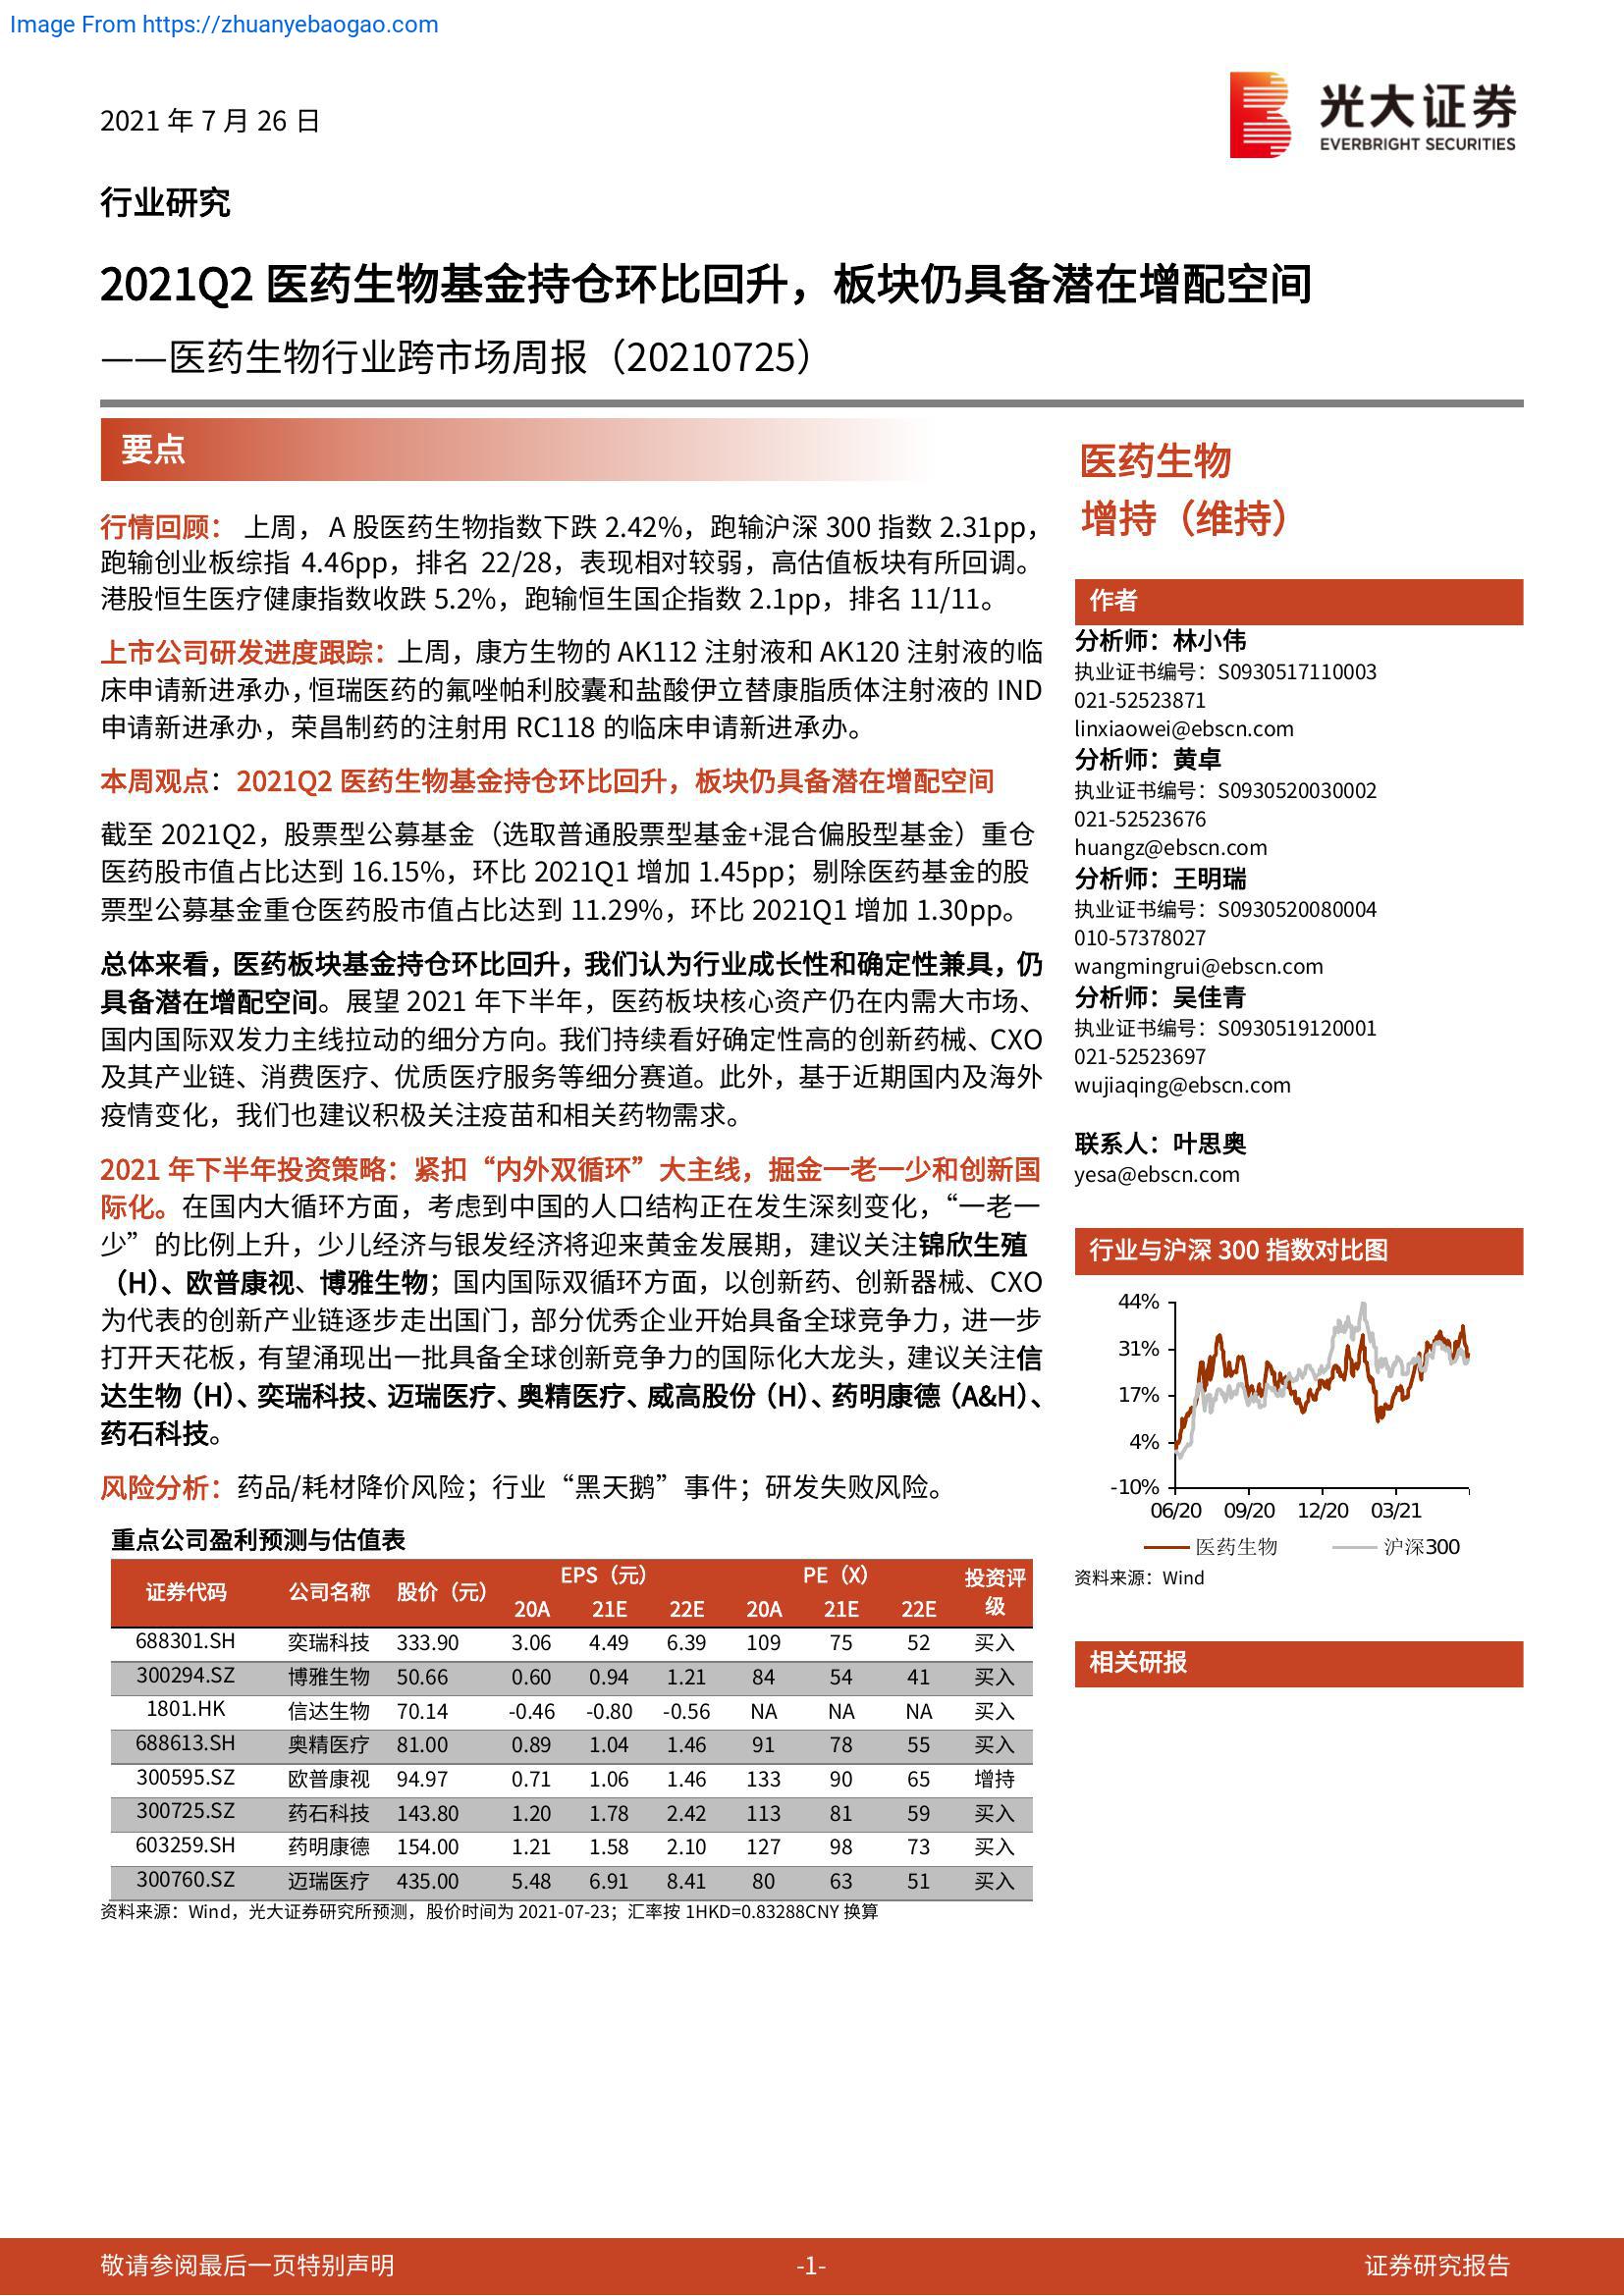 Image From https://zhuanyebaogao.com
2021 年 7 月 26 日
光大证券
EVERBRIGHT SECURITIES
行业研究
2021Q2 医药生物基金持仓环比回升，板块仍具备潜在增配空间
——医药生物行业跨市场周报（20210725）
要点
行情回顾： 上周， A 股医药生物指数下跌 2.42%，跑输沪深 300 指数 2.31pp，
跑输创业板综指 4.46pp，排名 22/28，表现相对较弱，高估值板块有所回调。
港股恒生医疗健康指数收跌 5.2%，跑输恒生国企指数 2.1pp，排名 11/11。
上市公司研发进度跟踪：上周，康方生物的 AK112 注射液和 AK120 注射液的临
床申请新进承办，恒瑞医药的氟唑帕利胶囊和盐酸伊立替康脂质体注射液的 IND
申请新进承办，荣昌制药的注射用 RC118 的临床申请新进承办。
本周观点：2021Q2 医药生物基金持仓环比回升，板块仍具备潜在增配空间
截至 2021Q2，股票型公募基金（选取普通股票型基金+混合偏股型基金）重仓
医药股市值占比达到 16.15%，环比 2021Q1 增加 1.45pp；剔除医药基金的股
票型公募基金重仓医药股市值占比达到 11.29%，环比 2021Q1 增加 1.30pp。
总体来看，医药板块基金持仓环比回升，我们认为行业成长性和确定性兼具，仍
具备潜在增配空间。展望 2021 年下半年，医药板块核心资产仍在内需大市场、
国内国际双发力主线拉动的细分方向。我们持续看好确定性高的创新药械、CXO
及其产业链、消费医疗、优质医疗服务等细分赛道。此外，基于近期国内及海外
疫情变化，我们也建议积极关注疫苗和相关药物需求。
2021 年下半年投资策略：紧扣“内外双循环”大主线，掘金一老一少和创新国
际化。在国内大循环方面，考虑到中国的人口结构正在发生深刻变化，“一老一
少”的比例上升，少儿经济与银发经济将迎来黄金发展期，建议关注锦欣生殖
（H）、欧普康视、博雅生物；国内国际双循环方面，以创新药、创新器械、CXO
为代表的创新产业链逐步走出国门，部分优秀企业开始具备全球竞争力，进一步
打开天花板，有望涌现出一批具备全球创新竞争力的国际化大龙头，建议关注信
达生物（H）、奕瑞科技、迈瑞医疗、奥精医疗、威高股份（H）、药明康德（A&H）、
药石科技。
风险分析：药品/耗材降价风险；行业“黑天鹅”事件；研发失败风险。
重点公司盈利预测与估值表
证券代码 公司名称 股价（元） EPS（元） PE（X） 投资评级
20A 21E 22E 20A 21E 22E
688301.SH 奕瑞科技 333.90 3.06 4.49 6.39 109 75 52 买入
300294.SZ 博雅生物 50.66 0.60 0.94 1.21 84 54 41 买入
1801.HK 信达生物 70.14 -0.46 -0.80 -0.56 NA NA NA 买入
688613.SH 奥精医疗 81.00 0.89 1.04 1.46 91 78 55 买入
300595.SZ 欧普康视 94.97 0.71 1.06 1.46 133 90 65 增持
300725.SZ 药石科技 143.80 1.20 1.78 2.42 113 81 59 买入
603259.SH 药明康德 154.00 1.21 1.58 2.10 127 98 73 买入
300760.SZ 迈瑞医疗 435.00 5.48 6.91 8.41 80 63 51 买入
资料来源：Wind，光大证券研究所预测，股价时间为 2021-07-23；汇率按 1HKD=0.83288CNY 换算
医药生物
增持（维持）
作者
分析师：林小伟
执业证书编号：S0930517110003
021-52523871
linxiaowei@ebscn.com
分析师：黄卓
执业证书编号：S0930520030002
021-52523676
huangz@ebscn.com
分析师：王明瑞
执业证书编号：S0930520080004
010-57378027
wangmingrui@ebscn.com
分析师：吴佳青
执业证书编号：S0930519120001
021-52523697
wujiaqing@ebscn.com
联系人：叶思奥
yesa@ebscn.com
行业与沪深 300 指数对比图
44%
31%
17%
4%
-10%
06/20 09/20 12/20 03/21
医药生物 沪深300
资料来源：Wind
相关研报
敬请参阅最后一页特别声明 -1- 证券研究报告